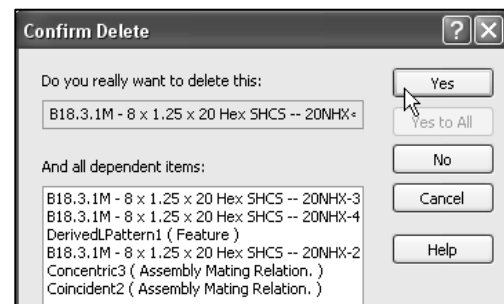 Confirm Delete
Do you really want to delete this:
B18.3.1M - 8 x 1.25 x 20 Hex SHCS -- 20NHX<
And all dependent items:
B18.3.1M - 8 x 1.25 x 20 Hex SHCS -- 20NHX-3
B18.3.1M - 8 x 1.25 x 20 Hex SHCS -- 20NHX-4
DerivedLPattern1 ( Feature )
B18.3.1M - 8 x 1.25 x 20 Hex SHCS -- 20NHX-2
Concentric3 ( Assembly Mating Relation. )
Coincident2 ( Assembly Mating Relation. )
Yes
Yes to All
No
Cancel
Help